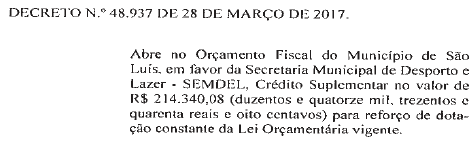 DECRETO N.º 48.937 DE 28 DE MARÇO DE 2017.
Abre no Orçamento Fiscal do Município de São
Luís, em favor da Secretaria Municipal de Desporto e
Lazer - SEMDEL, Crédito Suplementar no valor de
R$ 214.340,08 (duzentos e quatorze mil, trezentos e
quarenta reais e oito centavos) para reforço de dota-
ção constante da Lei Orçamentária vigente.